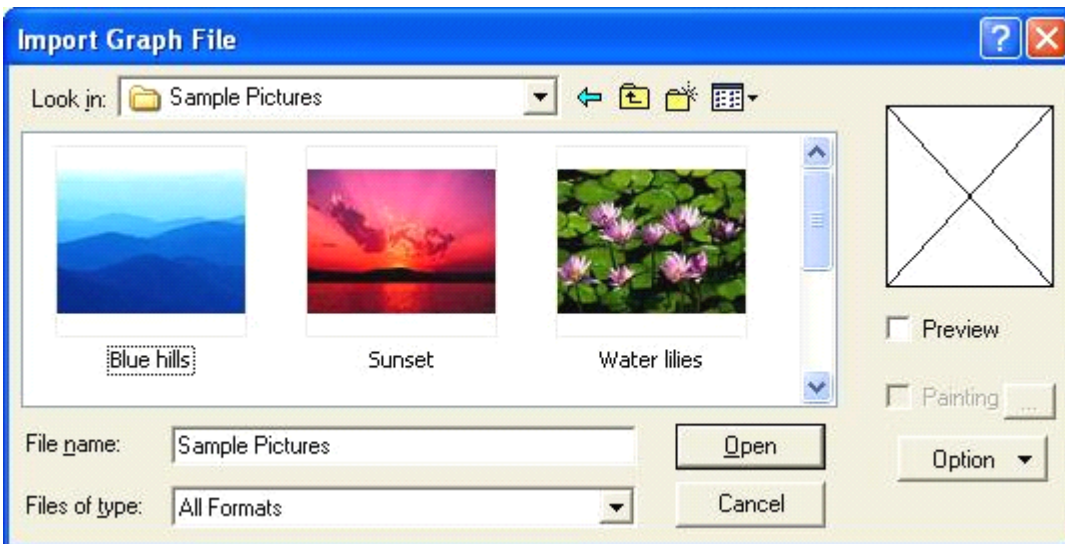 Import Graph File
Look in: Sample Pictures
Blue hills Sunset Water lilies
Preview
Painting ...
File name: Sample Pictures Open
Option
Files of type: All Formats Cancel